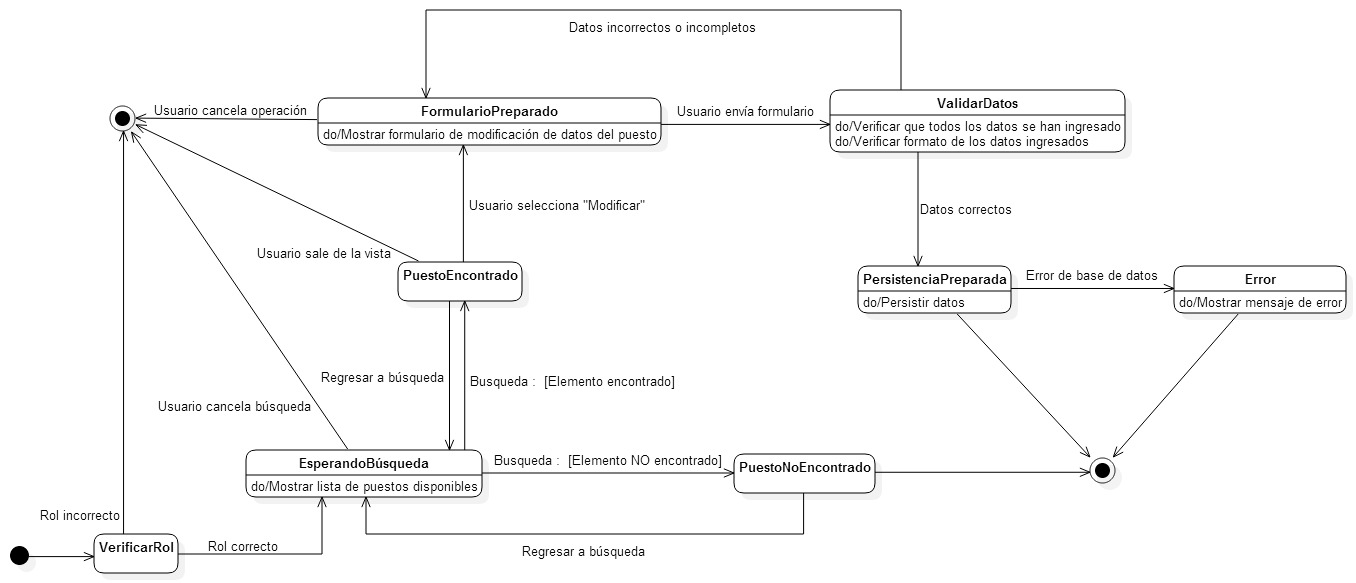 Datos incorrectos o incompletos
Usuario cancela operación
FormularioPreparado
do/Mostrar formulario de modificación de datos del puesto
Usuario envía formulario
ValidarDatos
do/Verificar que todos los datos se han ingresado
do/Verificar formato de los datos ingresados
Usuario selecciona "Modificar"
Datos correctos
Usuario sale de la vista
PuestoEncontrado
PersistenciaPreparada
do/Persistir datos
Error de base de datos
Error
do/Mostrar mensaje de error
Regresar a búsqueda
Busqueda : [Elemento encontrado]
Usuario cancela búsqueda
EsperandoBúsqueda
do/Mostrar lista de puestos disponibles
Busqueda : [Elemento NO encontrado]
PuestoNoEncontrado
Rol incorrecto
VerificarRol
Rol correcto
Regresar a búsqueda